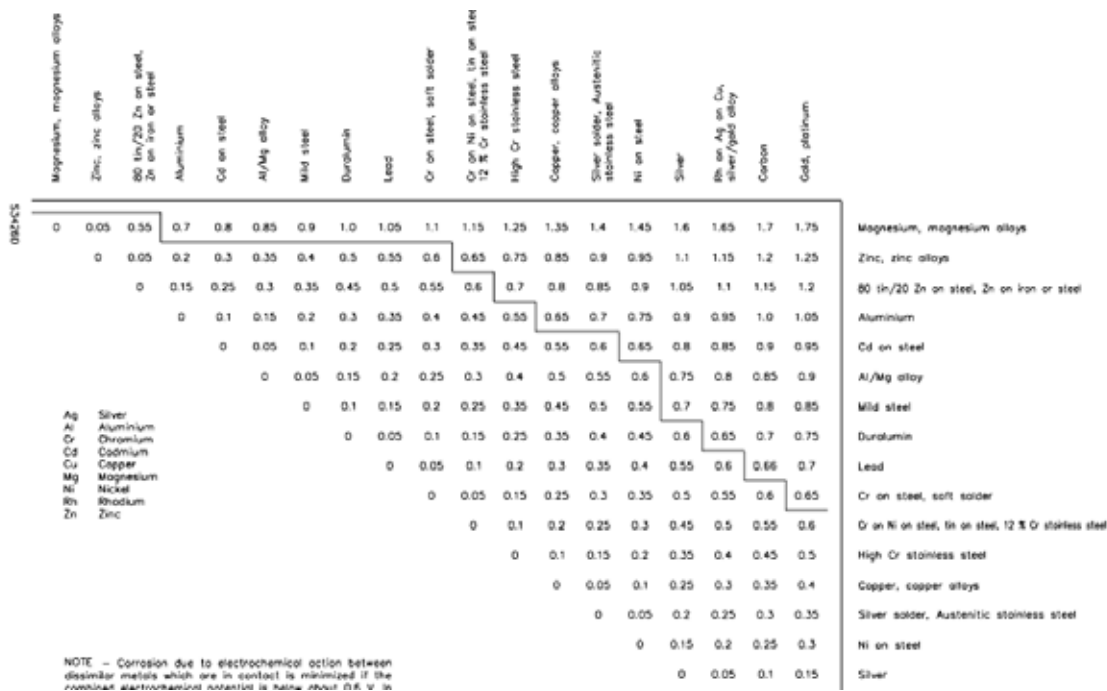 Magnesium, magnesium alloys
Zinc, zinc alloys
80 tin/20 Zn on steel,
Zn on iron or steel
Aluminium
Cd on steel
Al/Mg alloy
Mild steel
Duralumin
Lead
Cr on steel, soft solder
Cr on Ni on steel, tin on steel
12 % Cr stainless steel
High Cr stainless steel
Copper, copper alloys
Silver solder, Austenitic
stainless steel
Ni on steel
Silver
Rh on Ag on Cu,
silver/gold alloy
Carbon
Gold, platinum
S3426D
0 0.05 0.55 0.7 0.8 0.85 0.9 1.0 1.05 1.1 1.15 1.25 1.35 1.4 1.45 1.6 1.65 1.7 1.75 Magnesium, magnesium alloys
0 0.05 0.2 0.3 0.35 0.4 0.5 0.55 0.6 0.65 0.75 0.85 0.9 0.95 1.1 1.15 1.2 1.25 Zinc, zinc alloys
0 0.15 0.25 0.3 0.35 0.45 0.5 0.55 0.6 0.7 0.8 0.85 0.9 1.05 1.1 1.15 1.2 80 tin/20 Zn on steel, Zn on iron or steel
0 0.1 0.15 0.2 0.3 0.35 0.4 0.45 0.55 0.65 0.7 0.75 0.9 0.95 1.0 1.05 Aluminium
0 0.05 0.1 0.2 0.25 0.3 0.35 0.45 0.55 0.6 0.65 0.8 0.85 0.9 0.95 Cd on steel
0 0.05 0.15 0.2 0.25 0.3 0.4 0.5 0.55 0.6 0.75 0.8 0.85 0.9 Al/Mg alloy
0 0.1 0.15 0.2 0.25 0.35 0.45 0.5 0.55 0.7 0.75 0.8 0.85 Mild steel
0 0.05 0.1 0.15 0.25 0.35 0.4 0.45 0.6 0.65 0.7 0.75 Duralumin
0 0.05 0.1 0.2 0.3 0.35 0.4 0.55 0.6 0.66 0.7 Lead
0 0.05 0.15 0.25 0.3 0.35 0.5 0.55 0.6 0.65 Cr on steel, soft solder
0 0.1 0.2 0.25 0.3 0.45 0.5 0.55 0.6 Cr on Ni on steel, tin on steel, 12 % Cr stainless steel
0 0.1 0.15 0.2 0.35 0.4 0.45 0.5 High Cr stainless steel
0 0.05 0.1 0.25 0.3 0.35 0.4 Copper, copper alloys
0 0.05 0.2 0.25 0.3 0.35 Silver solder, Austenitic stainless steel
0 0.15 0.2 0.25 0.3 Ni on steel
0 0.05 0.1 0.15 Silver
Ag Silver
Al Aluminium
Cr Chromium
Cd Cadmium
Cu Copper
Mg Magnesium
Ni Nickel
Rh Rhodium
Zn Zinc
NOTE – Corrosion due to electrochemical action between
dissimilar metals which are in contact is minimized if the
combined electrochemical potential is below about 0.6 V. In